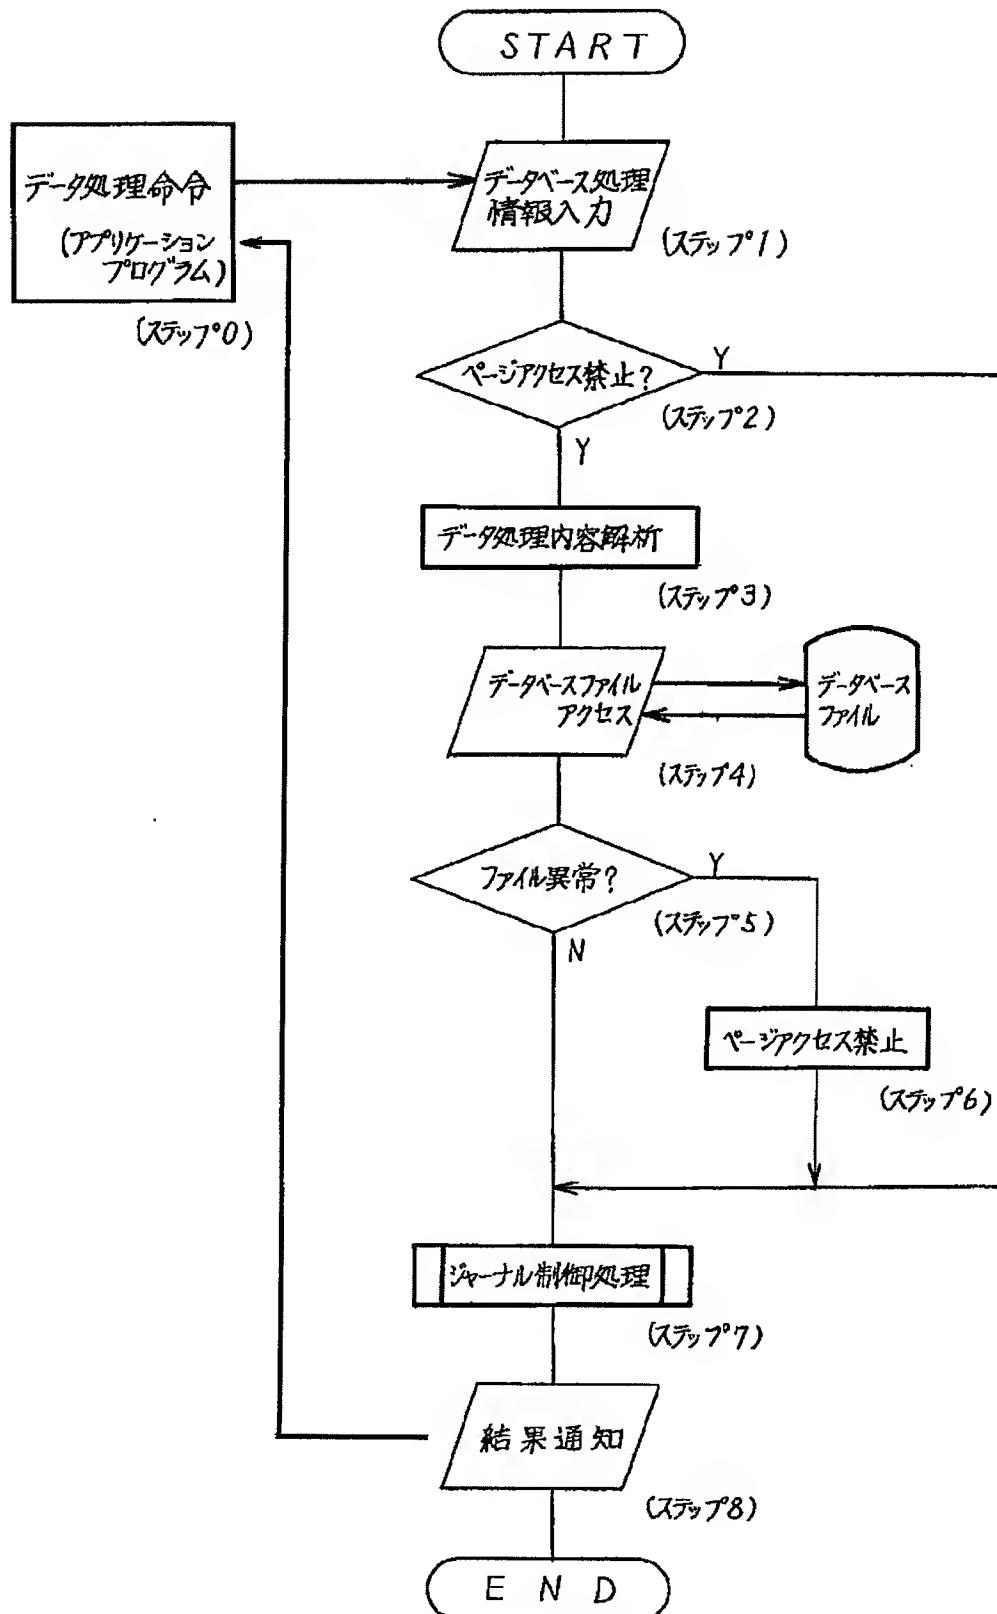 START
データ処理命令
(アプリケーション
プログラム)
(ステップ0)
データベース処理
情報入力
(ステップ1)
ページアクセス禁止?
Y
(ステップ2)
Y
データ処理内容解析
(ステップ3)
データベースファイル
アクセス
データベース
ファイル
(ステップ4)
ファイル異常?
Y
(ステップ5)
N
ページアクセス禁止
(ステップ6)
ジャーナル制御処理
(ステップ7)
結果通知
(ステップ8)
END